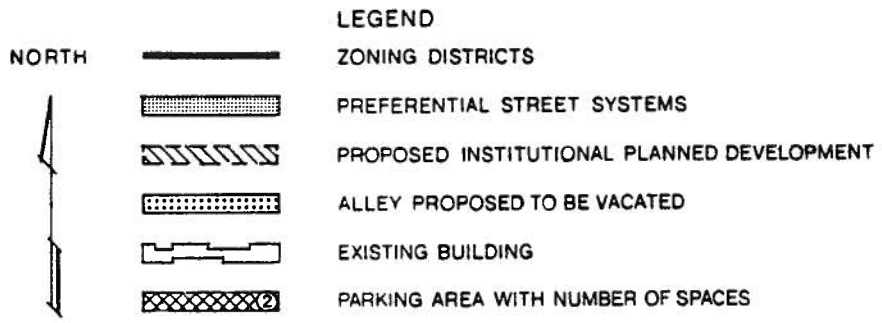 LEGEND
NORTH ZONING DISTRICTS
PREFERENTIAL STREET SYSTEMS
PROPOSED INSTITUTIONAL PLANNED DEVELOPMENT
ALLEY PROPOSED TO BE VACATED
EXISTING BUILDING
2 PARKING AREA WITH NUMBER OF SPACES